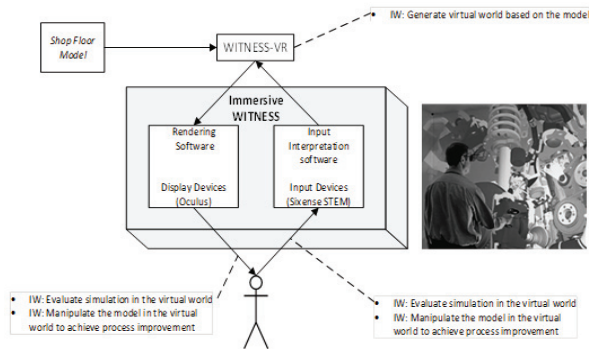 • IW: Generate virtual world based on the model
Shop Floor
Model
WITNESS-VR
Immersive
WITNESS
Rendering
Software
Display Devices
(Oculus)
Input
Interpretation
software
Input Devices
(Sixense STEM)
• IW: Evaluate simulation in the virtual world
• IW: Manipulate the model in the virtual
world to achieve process improvement
• IW: Evaluate simulation in the virtual world
• IW: Manipulate the model in the virtual
world to achieve process improvement